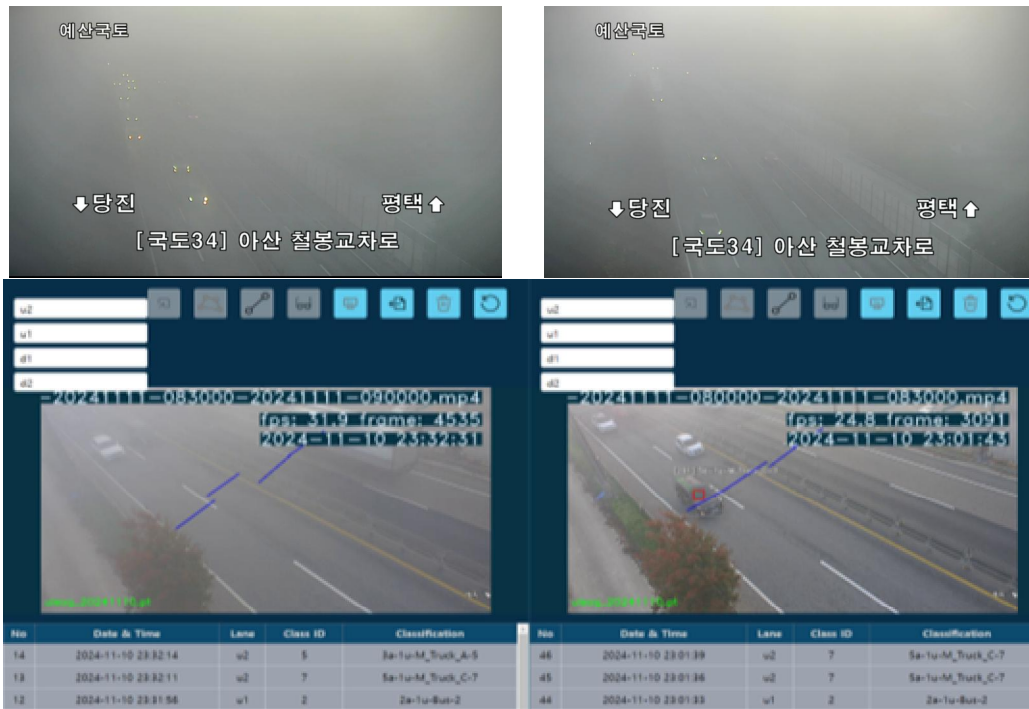 예산국토
⬇당진
평택⬆
[국도34] 아산 철봉교차로
예산국토
⬇당진
평택⬆
[국도34] 아산 철봉교차로
u2
u1
d1
d2
-20241111-083000-20241111-090000.mp4
fps: 31.9 frame: 4535
2024-11-10 23:32:31
No Date & Time Lane Class ID Classification
14 2024-11-10 23:32:14 u2 5 3a-1u-M_Truck_A-5
13 2024-11-10 23:32:11 u2 7 5a-1u-M_Truck_C-7
12 2024-11-10 23:31:56 u1 2 2a-1u-Bus-2
u2
u1
d1
d2
-20241111-080000-20241111-083000.mp4
fps: 24.8 frame: 3091
2024-11-10 23:01:43
No Date & Time Lane Class ID Classification
46 2024-11-10 23:01:39 u2 7 5a-1u-M_Truck_C-7
45 2024-11-10 23:01:36 u2 7 5a-1u-M_Truck_C-7
44 2024-11-10 23:01:33 u1 2 2a-1u-Bus-2